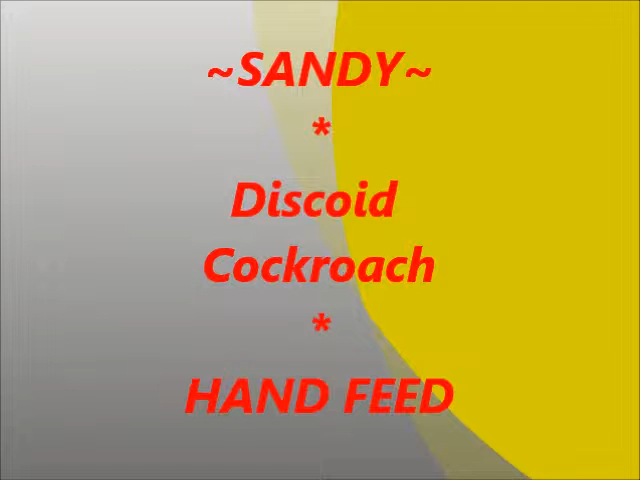 ~SANDY~
*
Discoid
Cockroach
*
HAND FEED